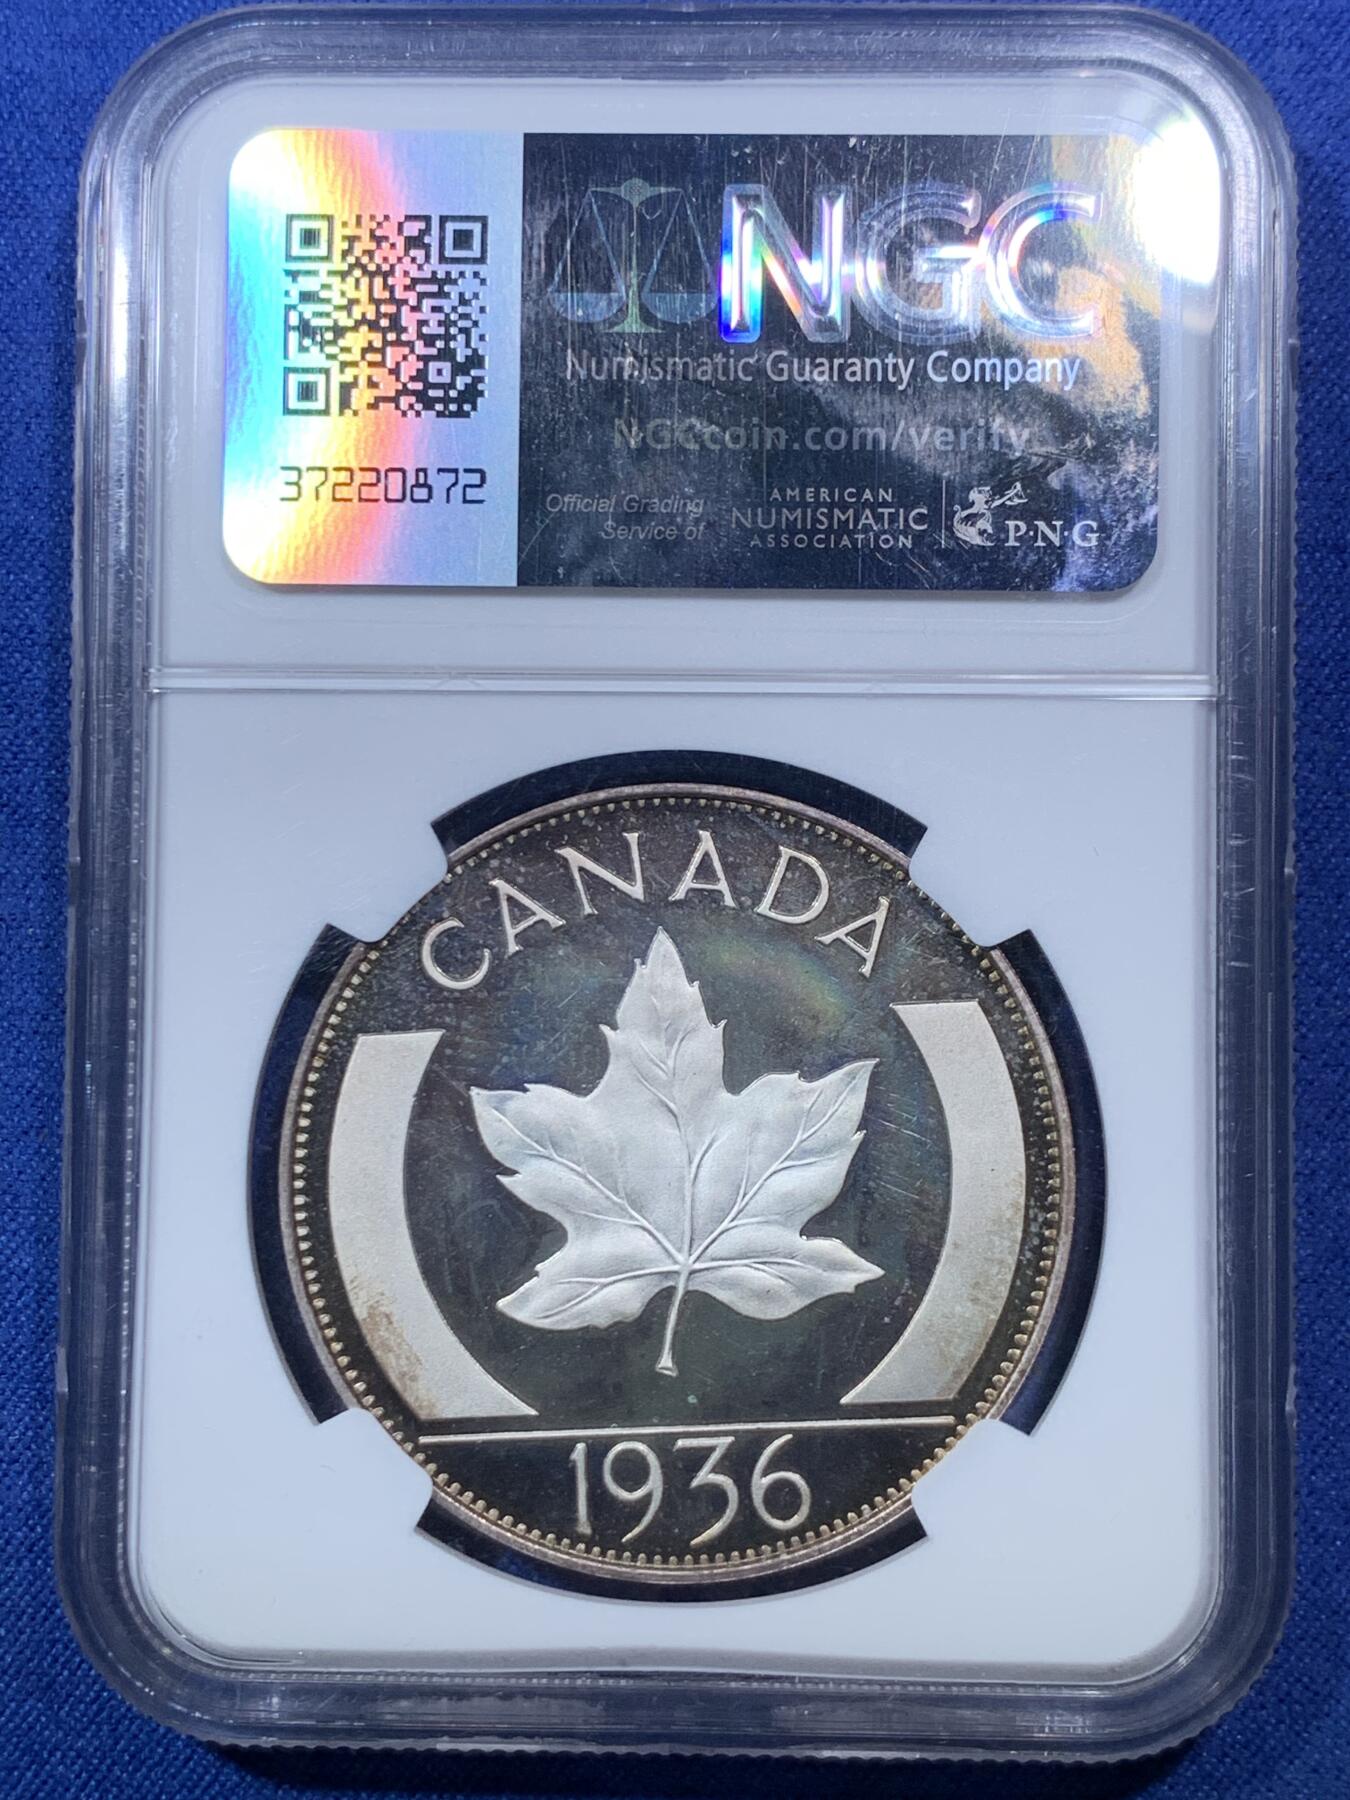 NGC
Numismatic Guaranty Company
NGCcoin.com/verify
37220872
Official Grading
Service of
AMERICAN
NUMISMATIC
ASSOCIATION
P·N·G
CANADA
1936